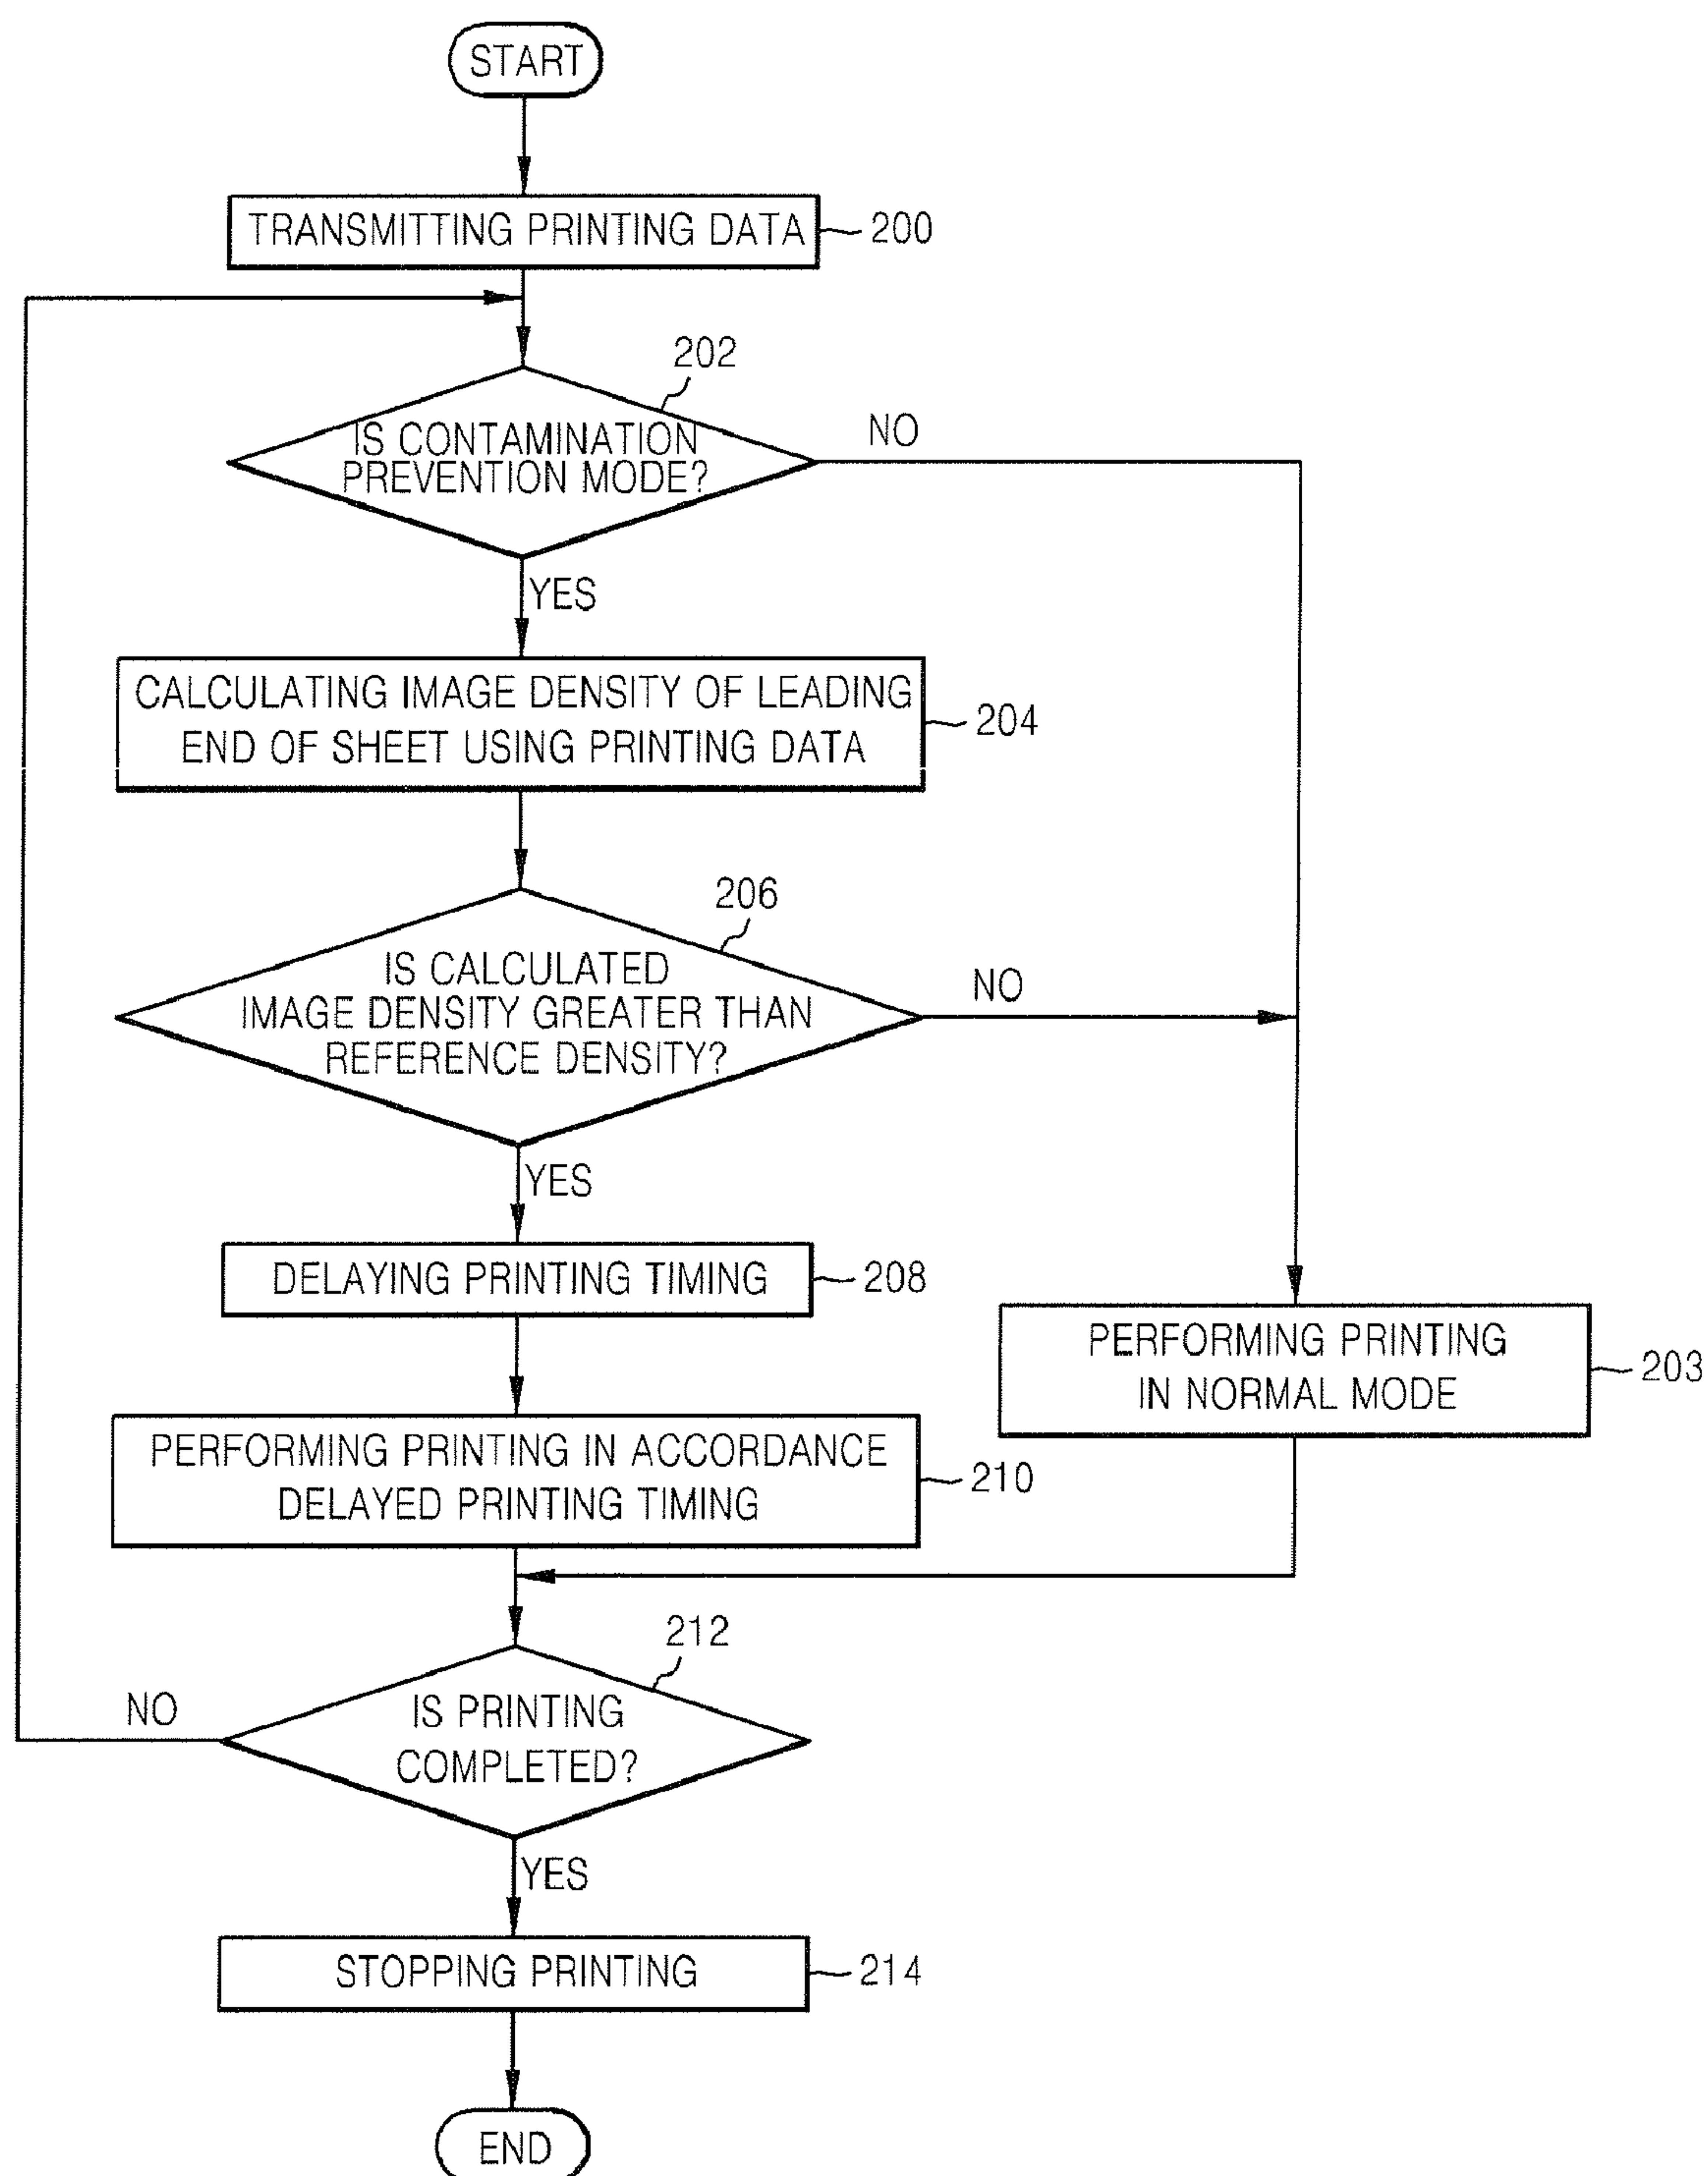 START
TRANSMITTING PRINTING DATA
200
202
IS CONTAMINATION
PREVENTION MODE?
NO
YES
CALCULATING IMAGE DENSITY OF LEADING
END OF SHEET USING PRINTING DATA
204
206
IS CALCULATED
IMAGE DENSITY GREATER THAN
REFERENCE DENSITY?
NO
YES
DELAYING PRINTING TIMING
208
PERFORMING PRINTING
IN NORMAL MODE
203
PERFORMING PRINTING IN ACCORDANCE
DELAYED PRINTING TIMING
210
212
IS PRINTING
COMPLETED?
NO
YES
STOPPING PRINTING
214
END